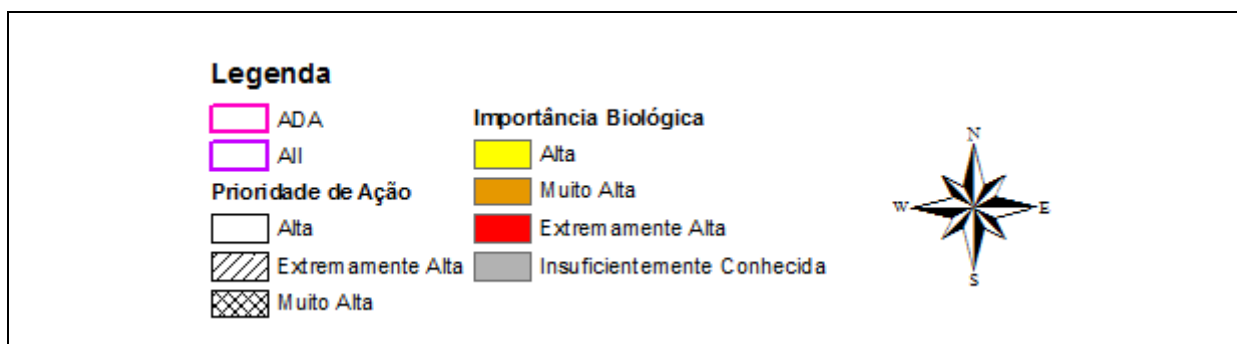 Legenda
ADA
AII
Prioridade de Ação
Alta
Extremamente Alta
Muito Alta
Importância Biológica
Alta
Muito Alta
Extremamente Alta
Insuficientemente Conhecida
N
W
E
S